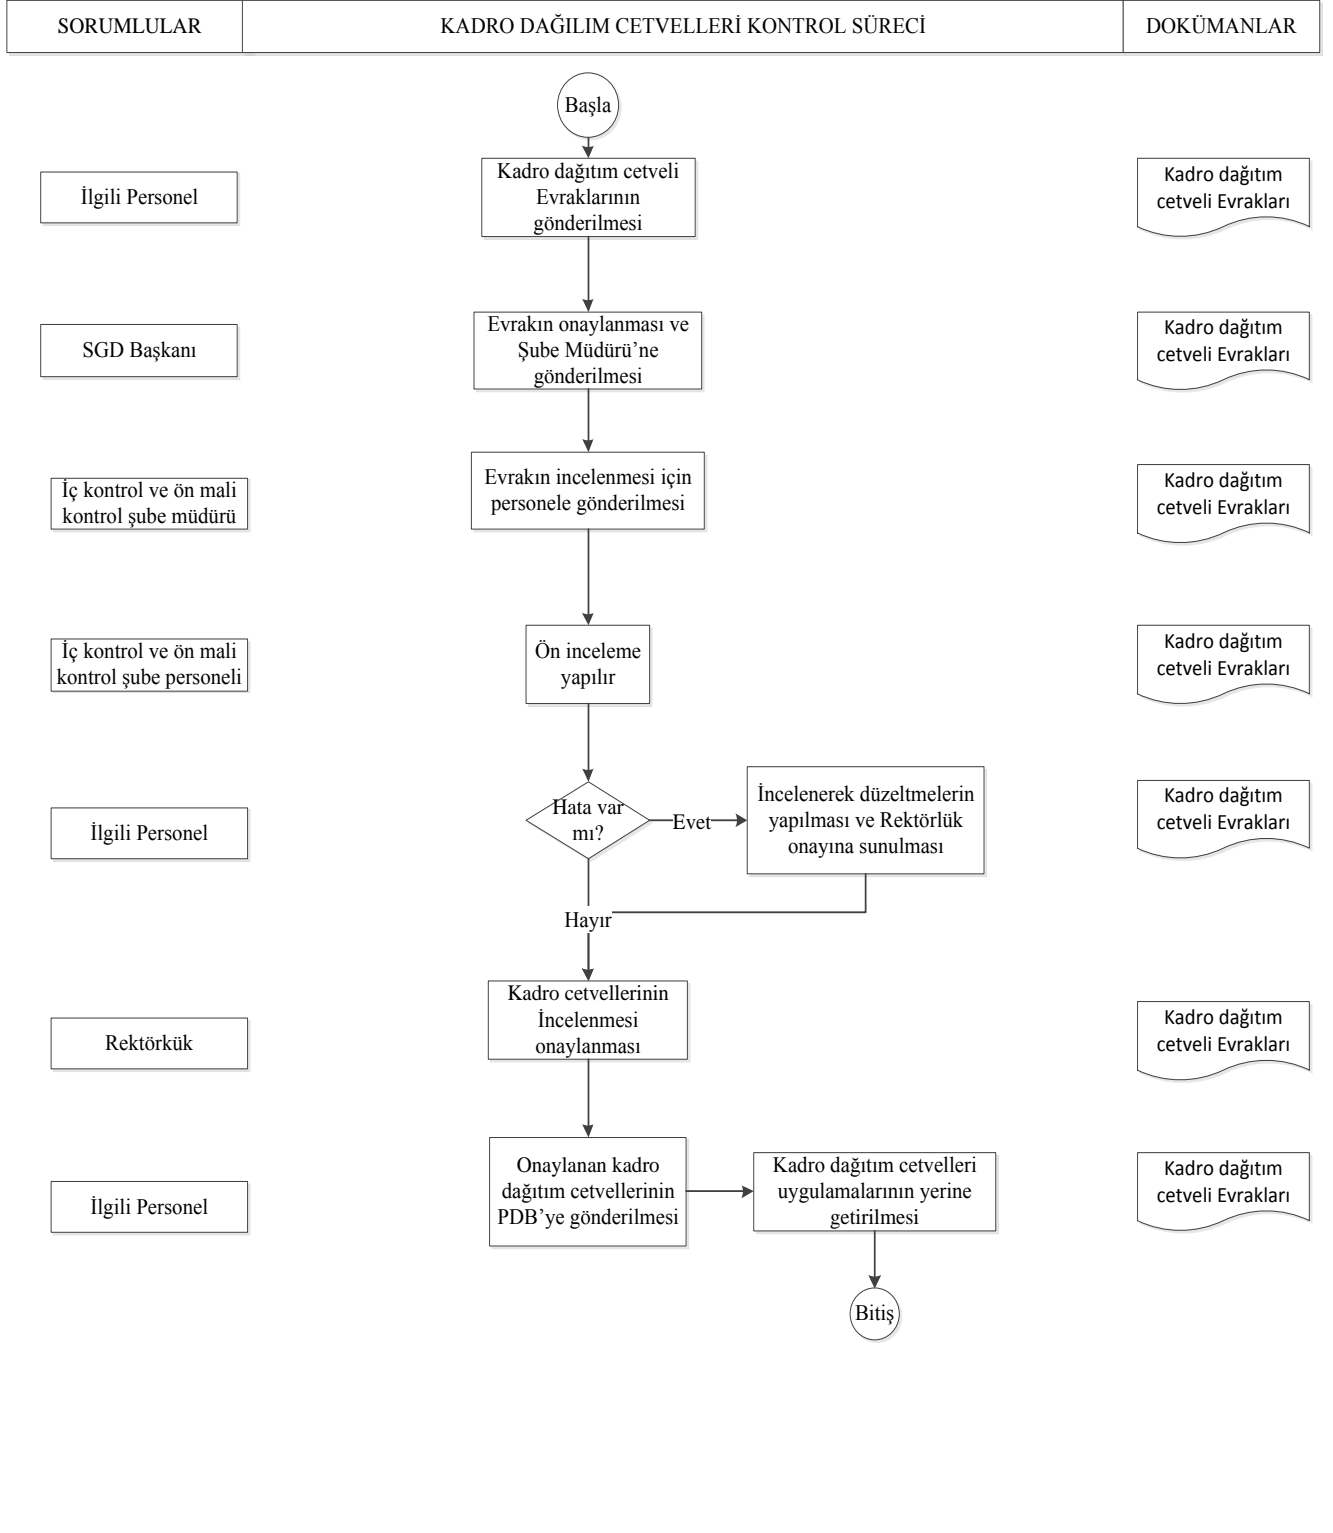 SORUMLULAR
KADRO DAĞILIM CETVELLERİ KONTROL SÜRECİ
DOKÜMANLAR
Başla
İlgili Personel
Kadro dağıtım cetveli
Evraklarının
gönderilmesi
Kadro dağıtım
cetveli Evrakları
SGD Başkanı
Evrakın onaylanması ve
Şube Müdürü’ne
gönderilmesi
Kadro dağıtım
cetveli Evrakları
İç kontrol ve ön mali
kontrol şube müdürü
Evrakın incelenmesi için
personele gönderilmesi
Kadro dağıtım
cetveli Evrakları
İç kontrol ve ön mali
kontrol şube personeli
Ön inceleme
yapılır
Kadro dağıtım
cetveli Evrakları
İlgili Personel
Hata var
mı?
Evet
İncelenerek düzeltmelerin
yapılması ve Rektörlük
onayına sunulması
Kadro dağıtım
cetveli Evrakları
Hayır
Rektörkük
Kadro cetvellerinin
İncelenmesi
onaylanması
Kadro dağıtım
cetveli Evrakları
İlgili Personel
Onaylanan kadro
dağıtım cetvellerinin
PDB’ye gönderilmesi
Kadro dağıtım cetvelleri
uygulamalarının yerine
getirilmesi
Kadro dağıtım
cetveli Evrakları
Bitiş